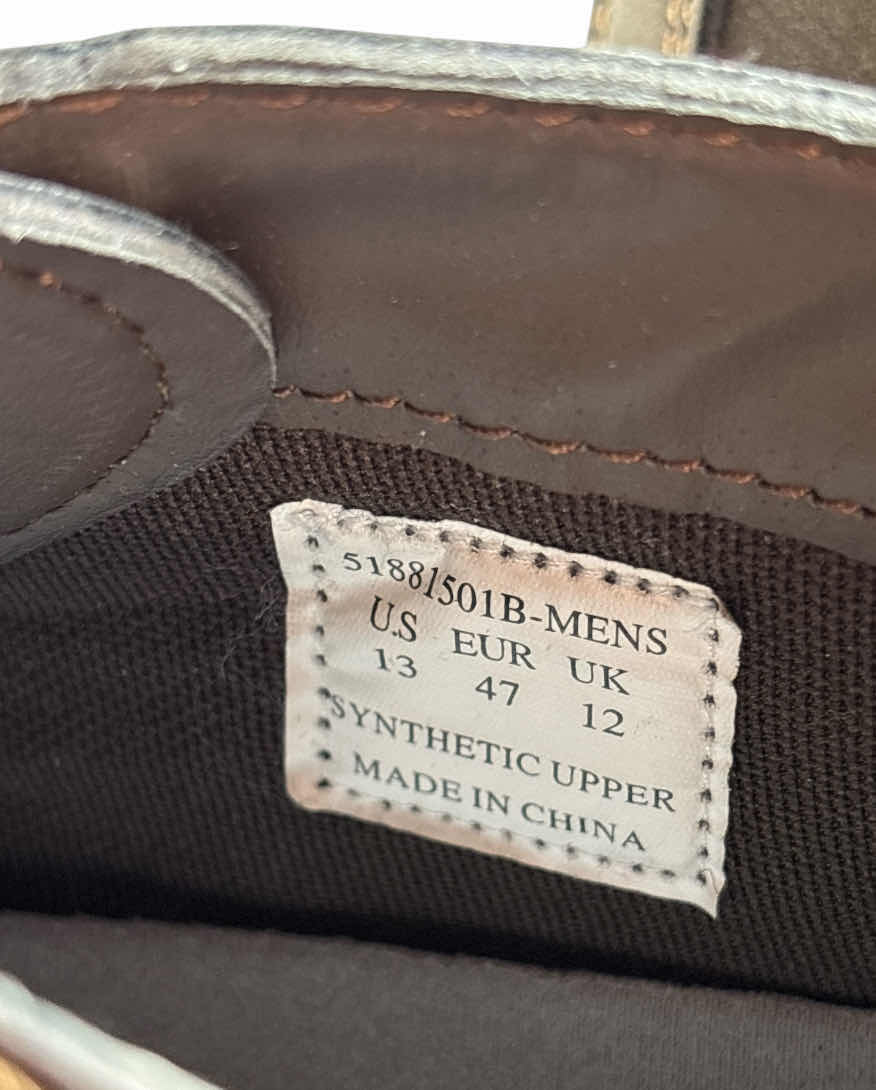 51881501B-MENS
U.S EUR UK
13 47 12
SYNTHETIC UPPER
MADE IN CHINA